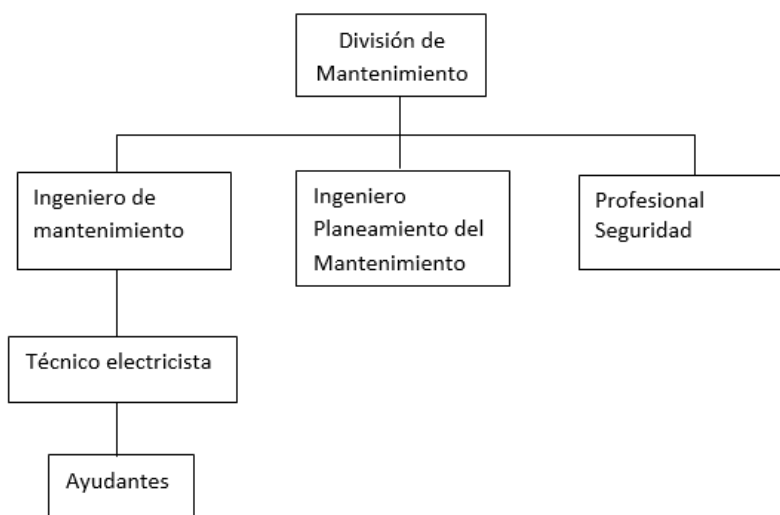 División de
Mantenimiento
Ingeniero de
mantenimiento
Ingeniero
Planeamiento del
Mantenimiento
Profesional
Seguridad
Técnico electricista
Ayudantes